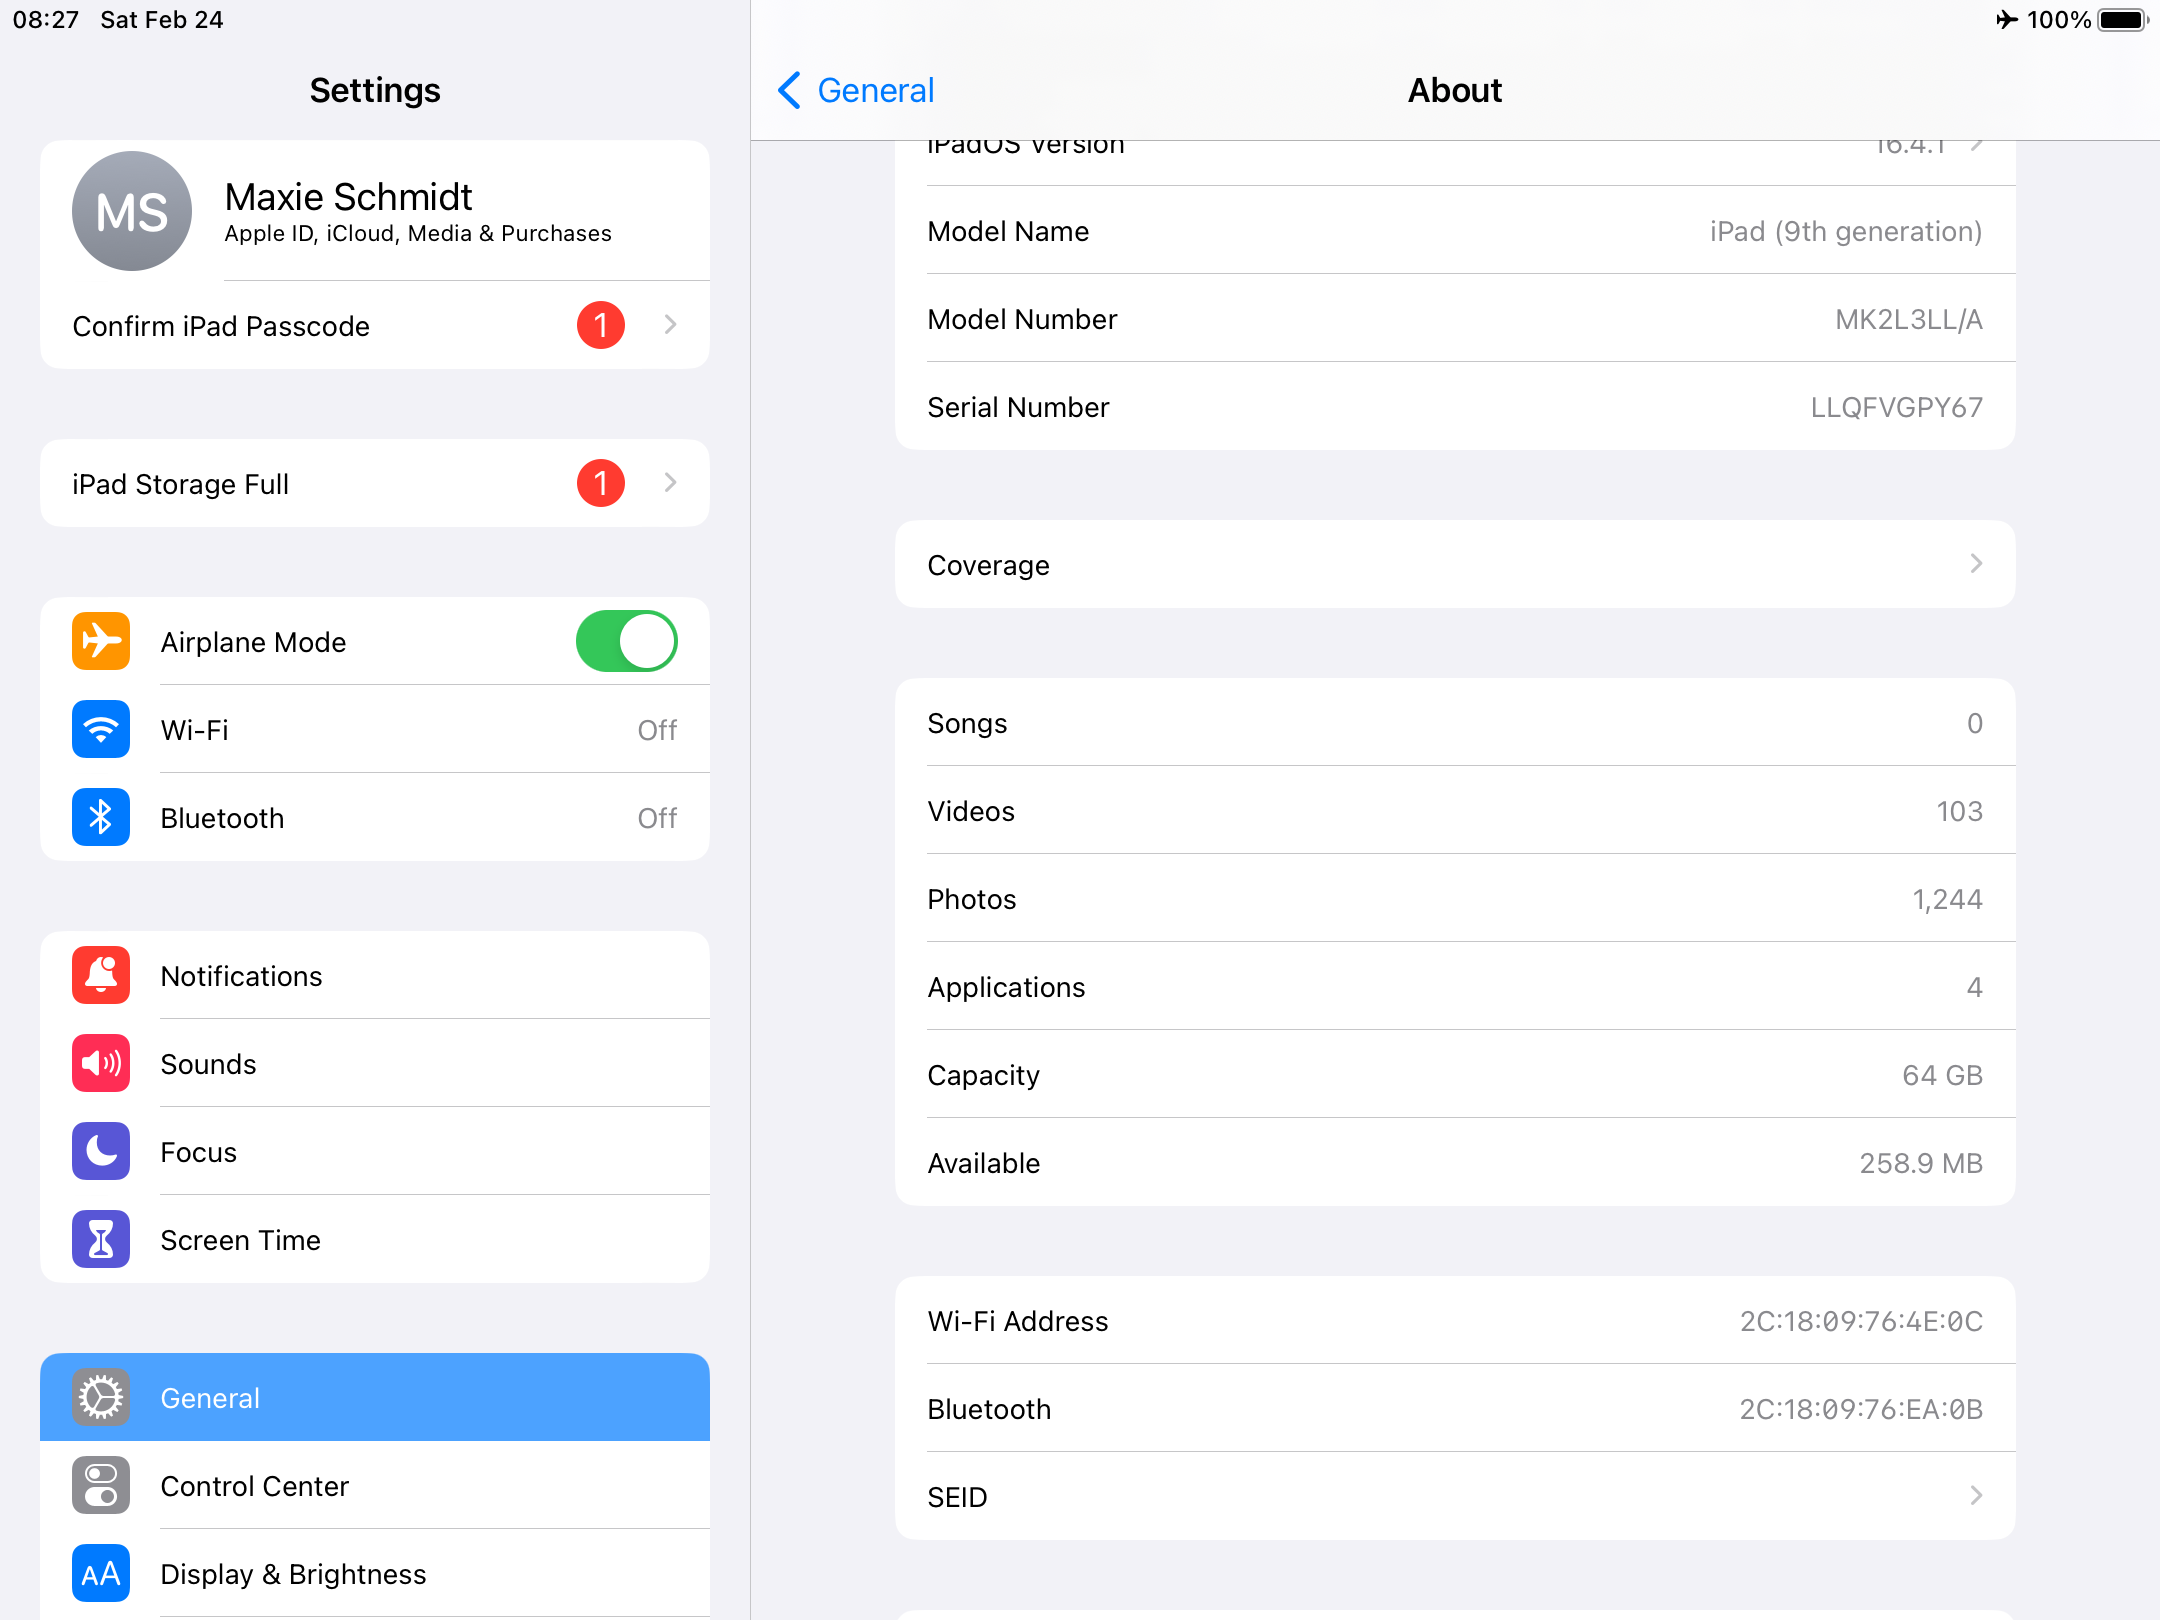 08:27 Sat Feb 24
100%
Settings
MS
Maxie Schmidt
Apple ID, iCloud, Media & Purchases
Confirm iPad Passcode 1
iPad Storage Full 1
Airplane Mode
Wi-Fi Off
Bluetooth Off
Notifications
Sounds
Focus
Screen Time
General
Control Center
AA Display & Brightness
General
About
iPadOS Version 16.4.1
Model Name iPad (9th generation)
Model Number MK2L3LL/A
Serial Number LLQFVGPY67
Coverage
Songs 0
Videos 103
Photos 1,244
Applications 4
Capacity 64 GB
Available 258.9 MB
Wi-Fi Address 2C:18:09:76:4E:0C
Bluetooth 2C:18:09:76:EA:0B
SEID